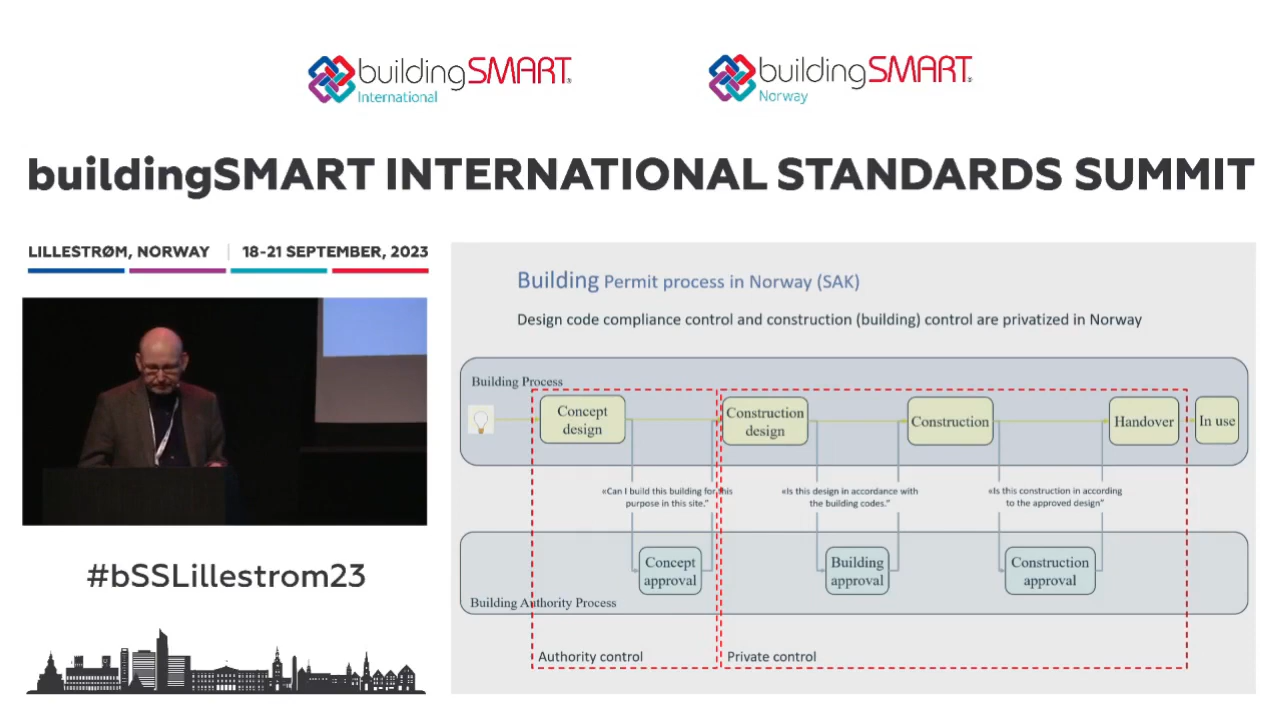 buildingSMART®
International
buildingSMART®
Norway
buildingSMART INTERNATIONAL STANDARDS SUMMIT
LILLESTRØM, NORWAY | 18-21 SEPTEMBER, 2023
#bSSLillestrom23
Building Permit process in Norway (SAK)
Design code compliance control and construction (building) control are privatized in Norway
Building Process
Concept
design
Construction
design
Construction
Handover
In use
«Can I build this building for this
purpose in this site.”
«Is this design in accordance with
the building codes.”
«Is this construction in according
to the approved design”
Concept
approval
Building
approval
Construction
approval
Building Authority Process
Authority control
Private control